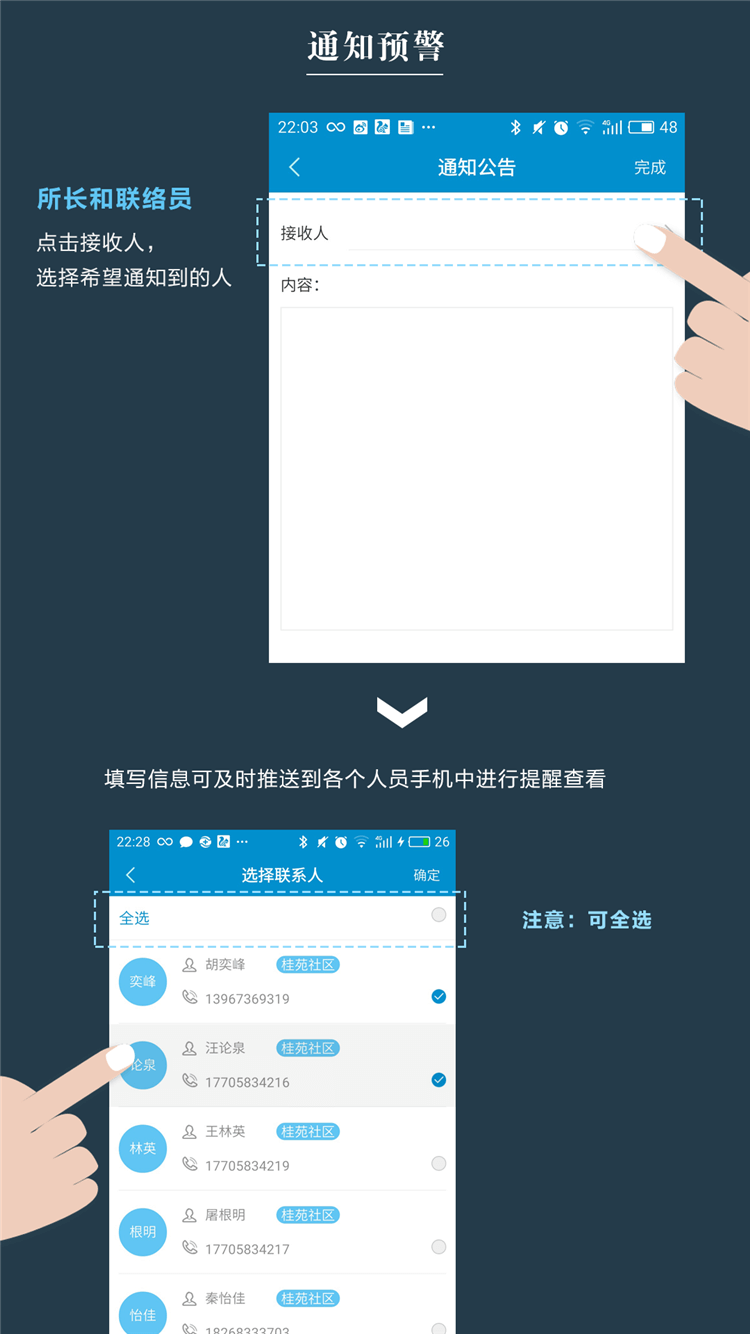 通知预警
22:03
48
通知公告
完成
所长和联络员
点击接收人，
选择希望通知到的人
接收人
内容：
填写信息可及时推送到各个人员手机中进行提醒查看
22:28
26
选择联系人
确定
全选
注意：可全选
奕峰
胡奕峰 桂苑社区
13967369319
论泉
汪论泉 桂苑社区
17705834216
林英
王林英 桂苑社区
17705834219
根明
屠根明 桂苑社区
17705834217
怡佳
秦怡佳 桂苑社区
18268333703